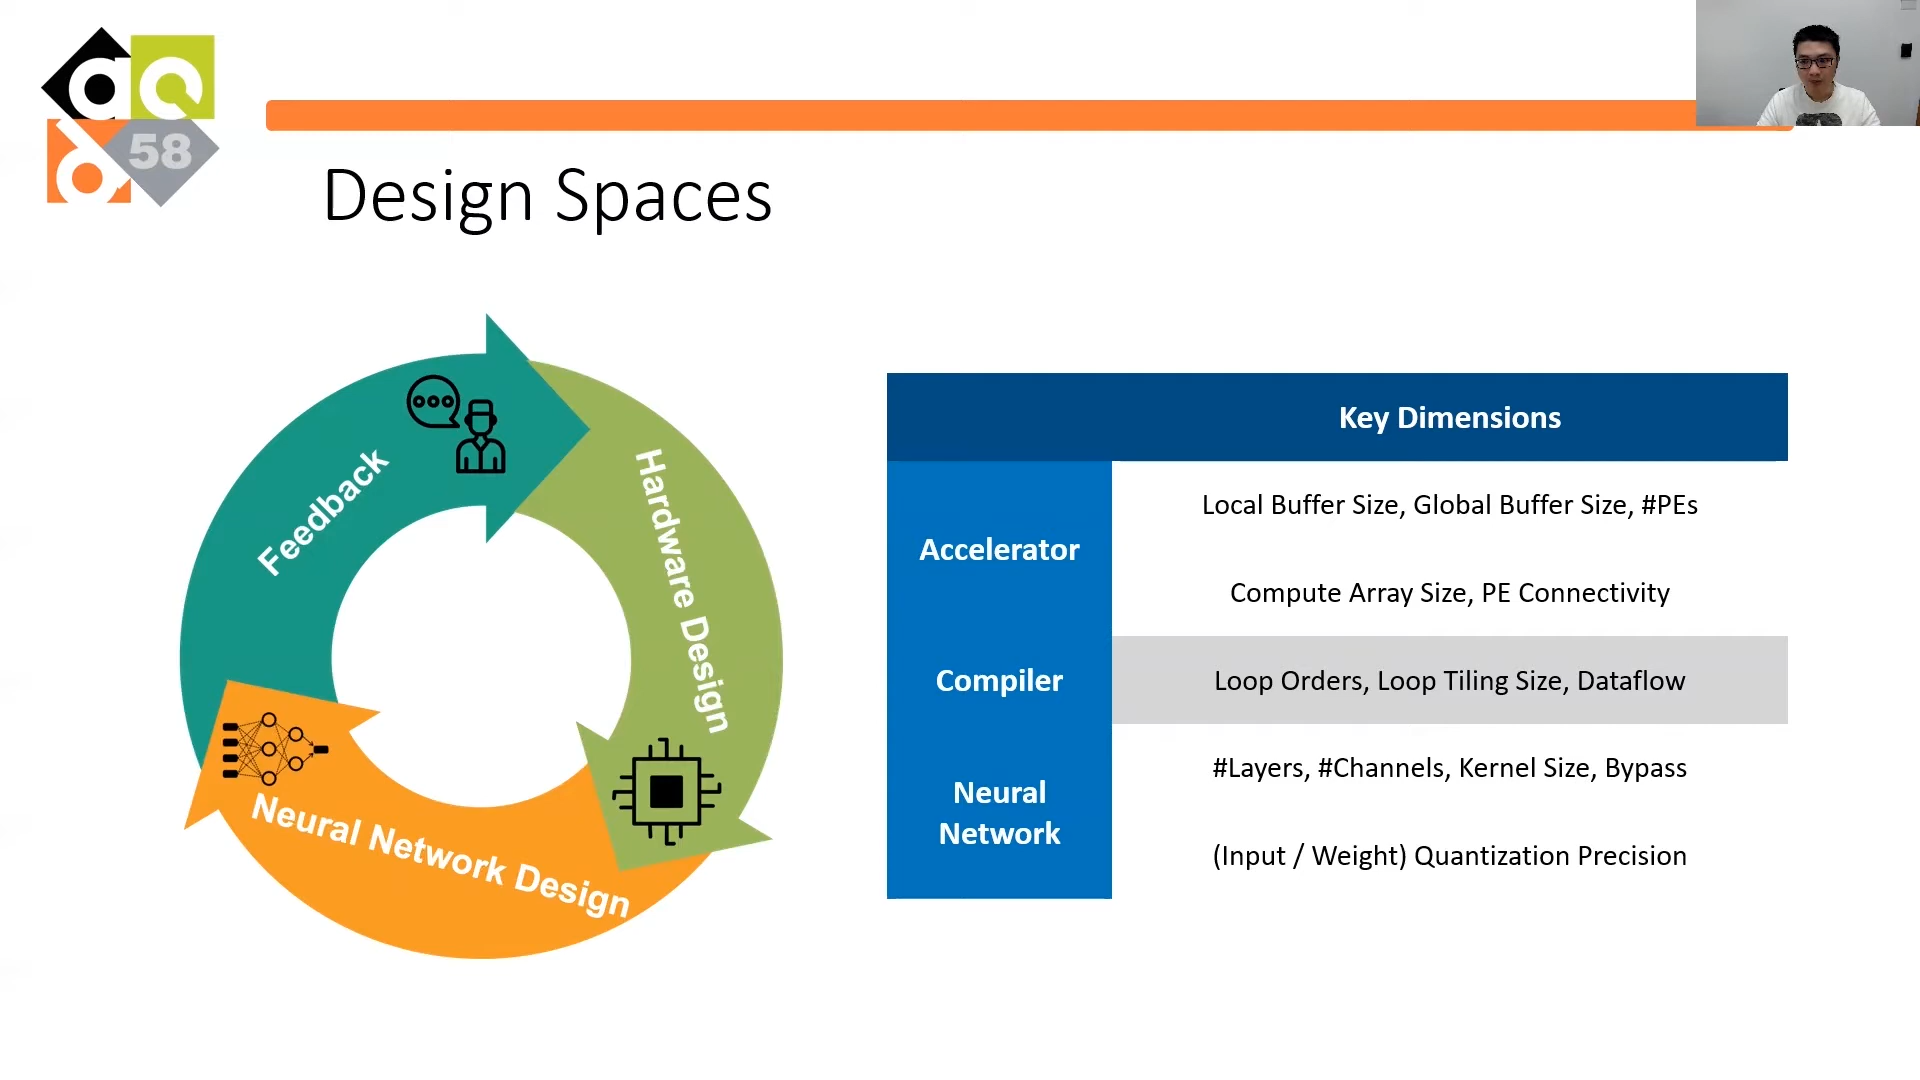 dac
58
Design Spaces
Feedback
Hardware Design
Neural Network Design
Key Dimensions
Accelerator
Local Buffer Size, Global Buffer Size, #PEs
Compute Array Size, PE Connectivity
Compiler
Loop Orders, Loop Tiling Size, Dataflow
Neural
Network
#Layers, #Channels, Kernel Size, Bypass
(Input / Weight) Quantization Precision